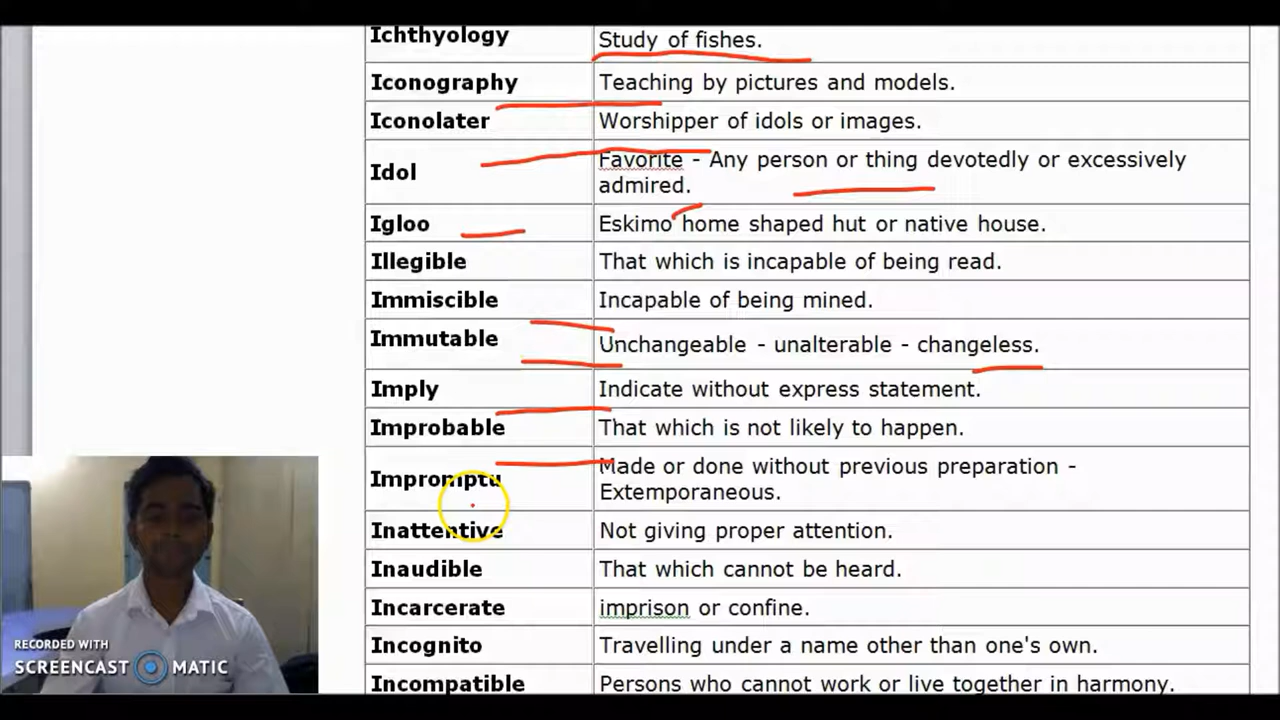 Ichthyology Study of fishes.
Iconography Teaching by pictures and models.
Iconolater Worshipper of idols or images.
Idol Favorite - Any person or thing devotedly or excessively
admired.
Igloo Eskimo home shaped hut or native house.
Illegible That which is incapable of being read.
Immiscible Incapable of being mined.
Immutable Unchangeable - unalterable - changeless.
Imply Indicate without express statement.
Improbable That which is not likely to happen.
Impromptu Made or done without previous preparation -
Extemporaneous.
Inattentive Not giving proper attention.
Inaudible That which cannot be heard.
Incarcerate imprison or confine.
Incognito Travelling under a name other than one's own.
Incompatible Persons who cannot work or live together in harmony.
RECORDED WITH
SCREENCAST MATIC